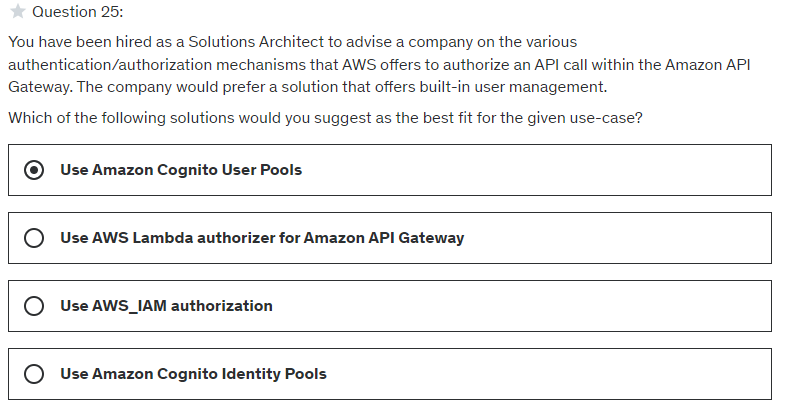 Question 25:
You have been hired as a Solutions Architect to advise a company on the various
authentication/authorization mechanisms that AWS offers to authorize an API call within the Amazon API
Gateway. The company would prefer a solution that offers built-in user management.
Which of the following solutions would you suggest as the best fit for the given use-case?
Use Amazon Cognito User Pools
Use AWS Lambda authorizer for Amazon API Gateway
Use AWS_IAM authorization
Use Amazon Cognito Identity Pools